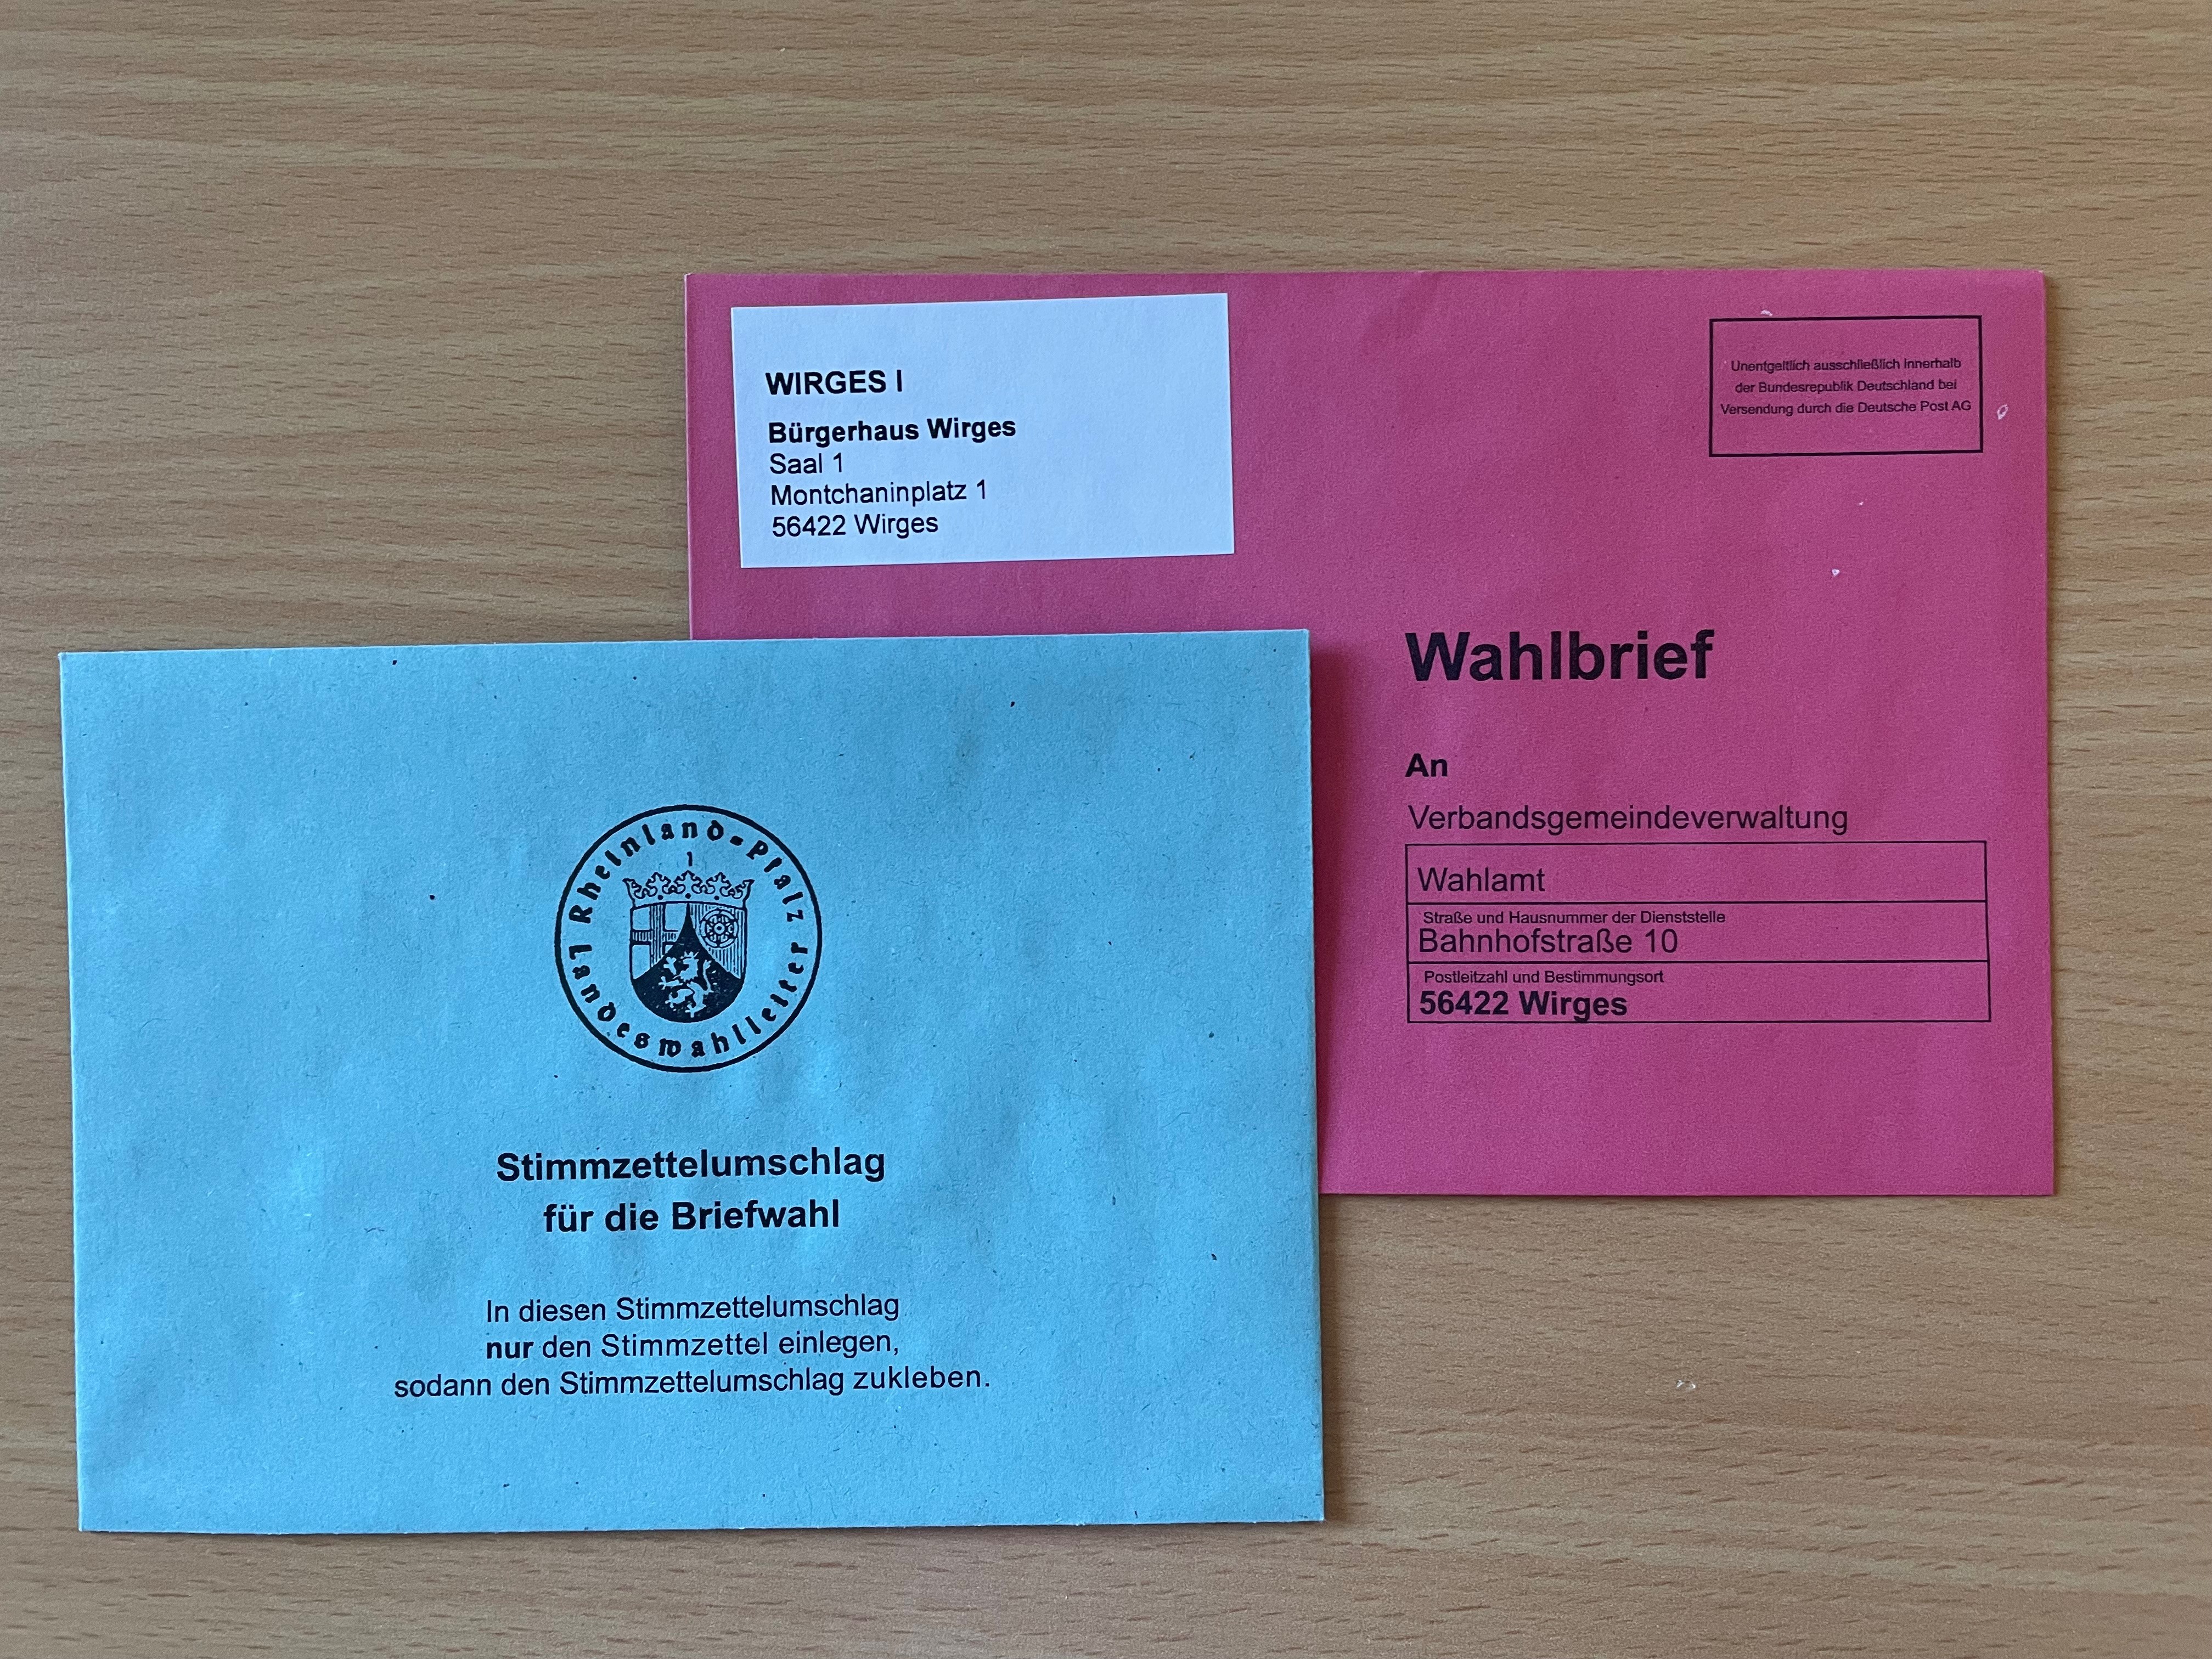 WIRGES I
Bürgerhaus Wirges
Saal 1
Montchaninplatz 1
56422 Wirges
Unentgeltlich ausschließlich innerhalb
der Bundesrepublik Deutschland bei
Versendung durch die Deutsche Post AG
Wahlbrief
An
Verbandsgemeindeverwaltung
Wahlamt
Straße und Hausnummer der Dienststelle
Bahnhofstraße 10
Postleitzahl und Bestimmungsort
56422 Wirges
Rheinland-Pfalz
1
Landeswahlleiter
Stimmzettelumschlag
für die Briefwahl
In diesen Stimmzettelumschlag
nur den Stimmzettel einlegen,
sodann den Stimmzettelumschlag zukleben.